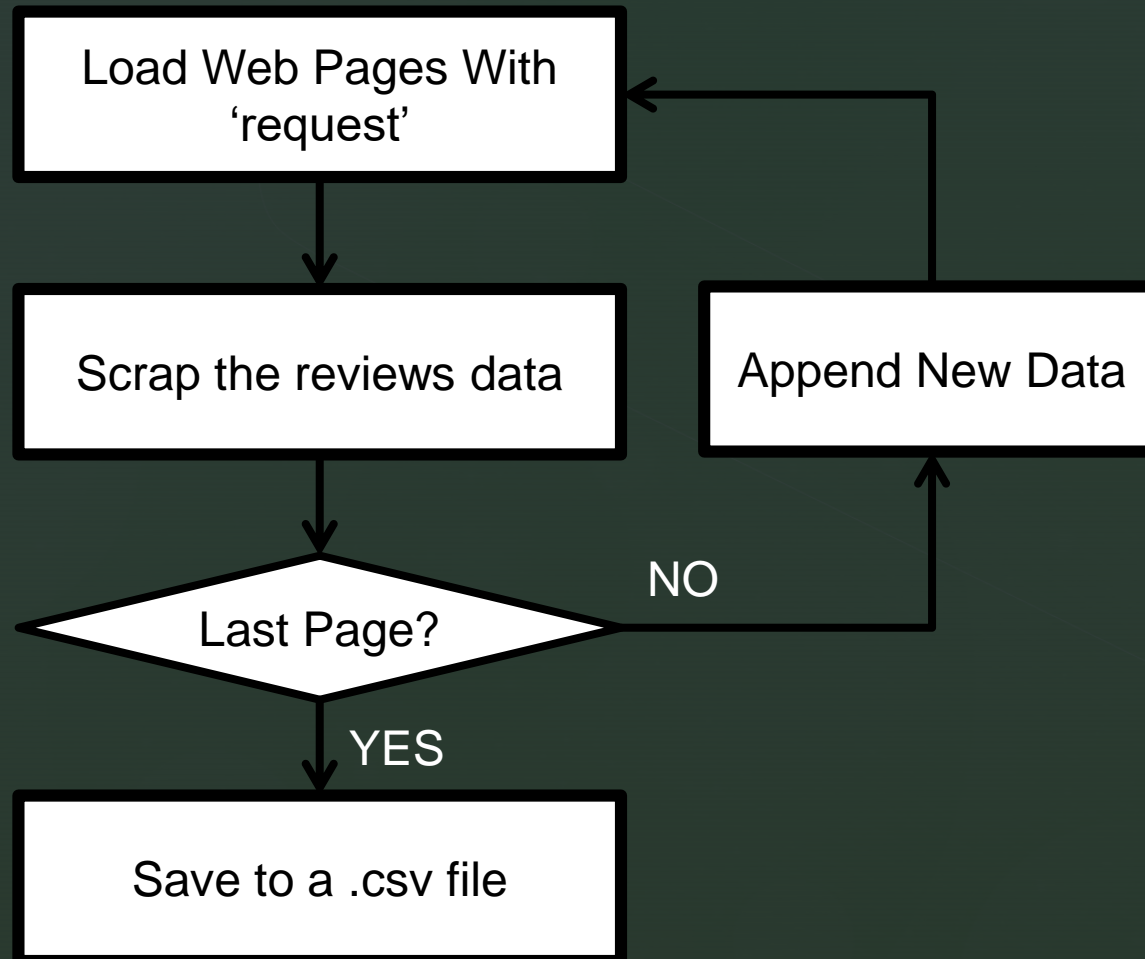 Load Web Pages With
‘request’
Scrap the reviews data
Append New Data
Last Page?
NO
YES
Save to a .csv file